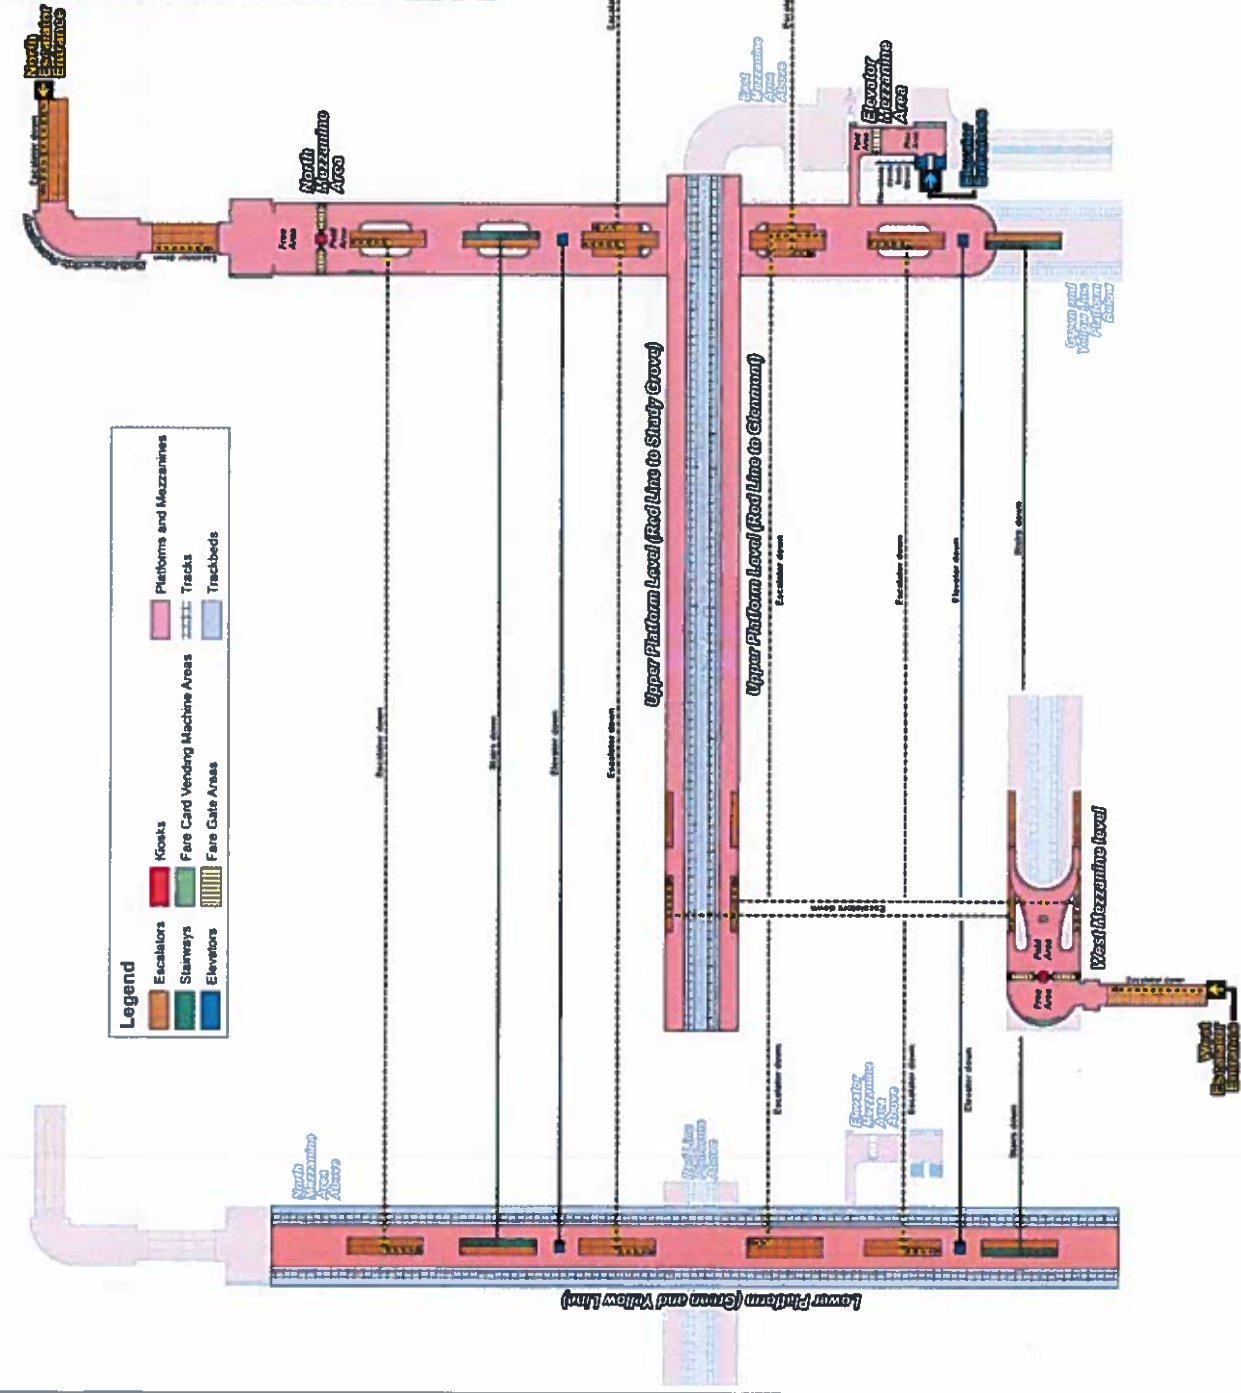 North
Escalator
Entrance
Escalator down
Escalator down
North
Mezzanine
Area
Free
Area
Paid
Area
East
Mezzanine
Area
Above
Elevator
Mezzanine
Area
Paid
Area
Free
Area
Elevator
Entrances
Green and
Yellow Line
Platform
Below
Upper Platform Level (Red Line to Shady Grove)
Upper Platform Level (Red Line to Glenmont)
Legend
Escalators
Stairways
Elevators
Kiosks
Fare Card Vending Machine Areas
Fare Gate Areas
Platforms and Mezzanines
Tracks
Trackbeds
Escalator down
Stairs down
Elevator down
Escalator down
Escalator down
Escalator down
Elevator down
Stairs down
Escalators down
West Mezzanine level
Paid
Area
Free
Area
Escalator down
West
Escalator
Entrance
Escalator down
Escalator down
Elevator down
Stairs down
North
Mezzanine
Area
Above
Red Line
Platforms
Above
Elevator
Mezzanine
Area
Above
Lower Platform (Green and Yellow Line)